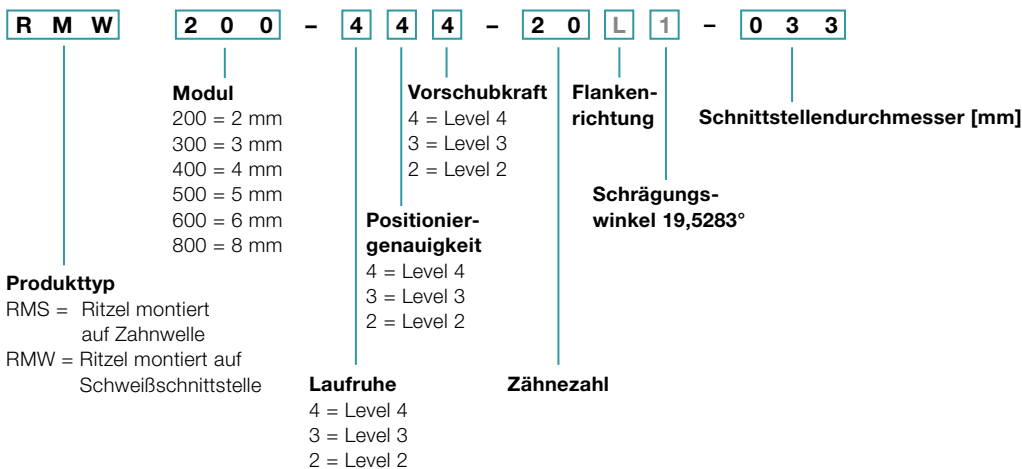 R M W 2 0 0 – 4 4 4 – 2 0 L 1 – 0 3 3
Modul
200 = 2 mm
300 = 3 mm
400 = 4 mm
500 = 5 mm
600 = 6 mm
800 = 8 mm
Vorschubkraft
4 = Level 4
3 = Level 3
2 = Level 2
Flanken-
richtung
Schnittstellendurchmesser [mm]
Schrägungs-
winkel 19,5283°
Positionier-
genauigkeit
4 = Level 4
3 = Level 3
2 = Level 2
Produkttyp
RMS = Ritzel montiert
auf Zahnwelle
RMW = Ritzel montiert auf
Schweißschnittstelle
Laufruhe
4 = Level 4
3 = Level 3
2 = Level 2
Zähnezahl